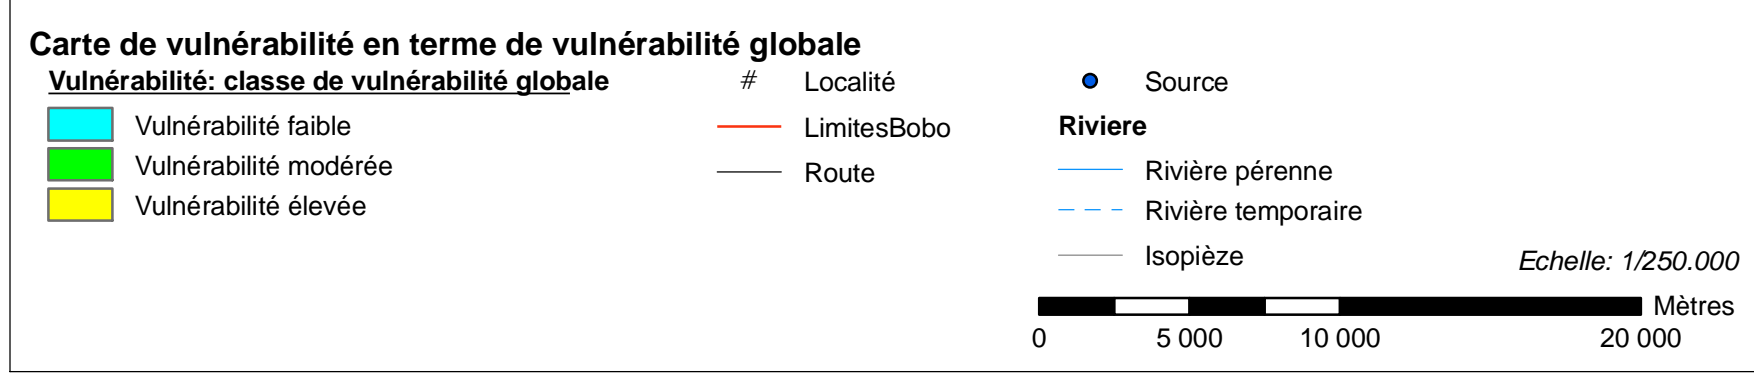 Carte de vulnérabilité en terme de vulnérabilité globale
Vulnérabilité: classe de vulnérabilité globale
Vulnérabilité faible
Vulnérabilité modérée
Vulnérabilité élevée
# Localité
LimitesBobo
Route
Source
Riviere
Rivière pérenne
Rivière temporaire
Isopièze
Echelle: 1/250.000
Mètres
0 5 000 10 000 20 000